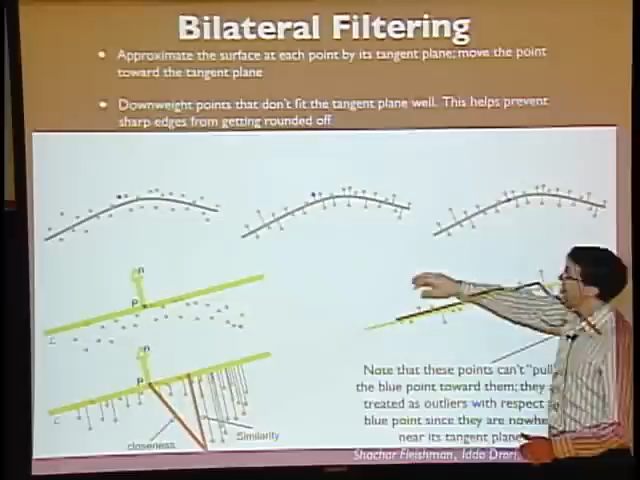 Bilateral Filtering
• Approximate the surface at each point by its tangent plane; move the point
toward the tangent plane
• Downweight points that don't fit the tangent plane well. This helps prevent
sharp edges from getting rounded off
n
P
n
P
closeness
Similarity
Note that these points can't "pull
the blue point toward them; they
treated as outliers with respect
blue point since they are
near its tangent plane
Shachar Fleishman, Iddo Drori